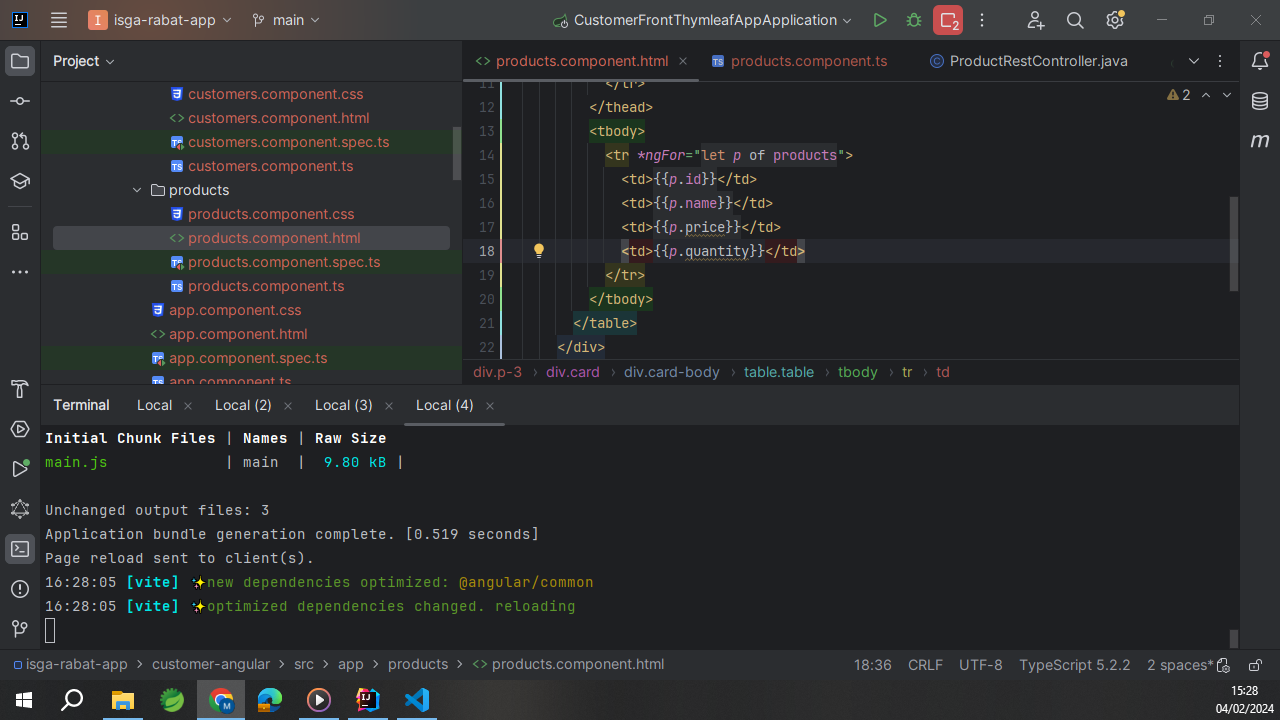 I isga-rabat-app main CustomerFrontThymleafAppApplication 2
Project
customers.component.css
customers.component.html
customers.component.spec.ts
customers.component.ts
products
products.component.css
products.component.html
products.component.spec.ts
products.component.ts
app.component.css
app.component.html
app.component.spec.ts
app.component.ts
products.component.html products.component.ts ProductRestController.java
2
11 </tr>
12 </thead>
13 <tbody>
14 <tr *ngFor="let p of products">
15 <td>{{p.id}}</td>
16 <td>{{p.name}}</td>
17 <td>{{p.price}}</td>
18 <td>{{p.quantity}}</td>
19 </tr>
20 </tbody>
21 </table>
22 </div>
div.p-3 › div.card › div.card-body › table.table › tbody › tr › td
Terminal Local Local (2) Local (3) Local (4)
Initial Chunk Files | Names | Raw Size
main.js | main | 9.80 kB |
Unchanged output files: 3
Application bundle generation complete. [0.519 seconds]
Page reload sent to client(s).
16:28:05 [vite] ✨new dependencies optimized: @angular/common
16:28:05 [vite] ✨optimized dependencies changed. reloading
isga-rabat-app › customer-angular › src › app › products › products.component.html 18:36 CRLF UTF-8 TypeScript 5.2.2 2 spaces*
15:28
04/02/2024